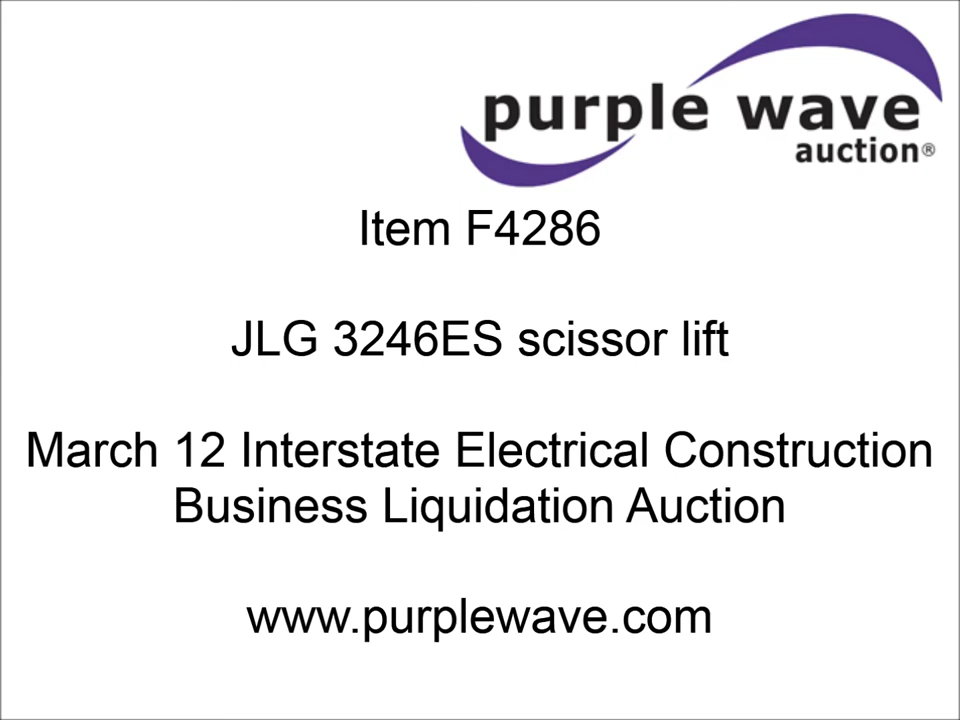 purple wave
auction®
Item F4286
JLG 3246ES scissor lift
March 12 Interstate Electrical Construction
Business Liquidation Auction
www.purplewave.com